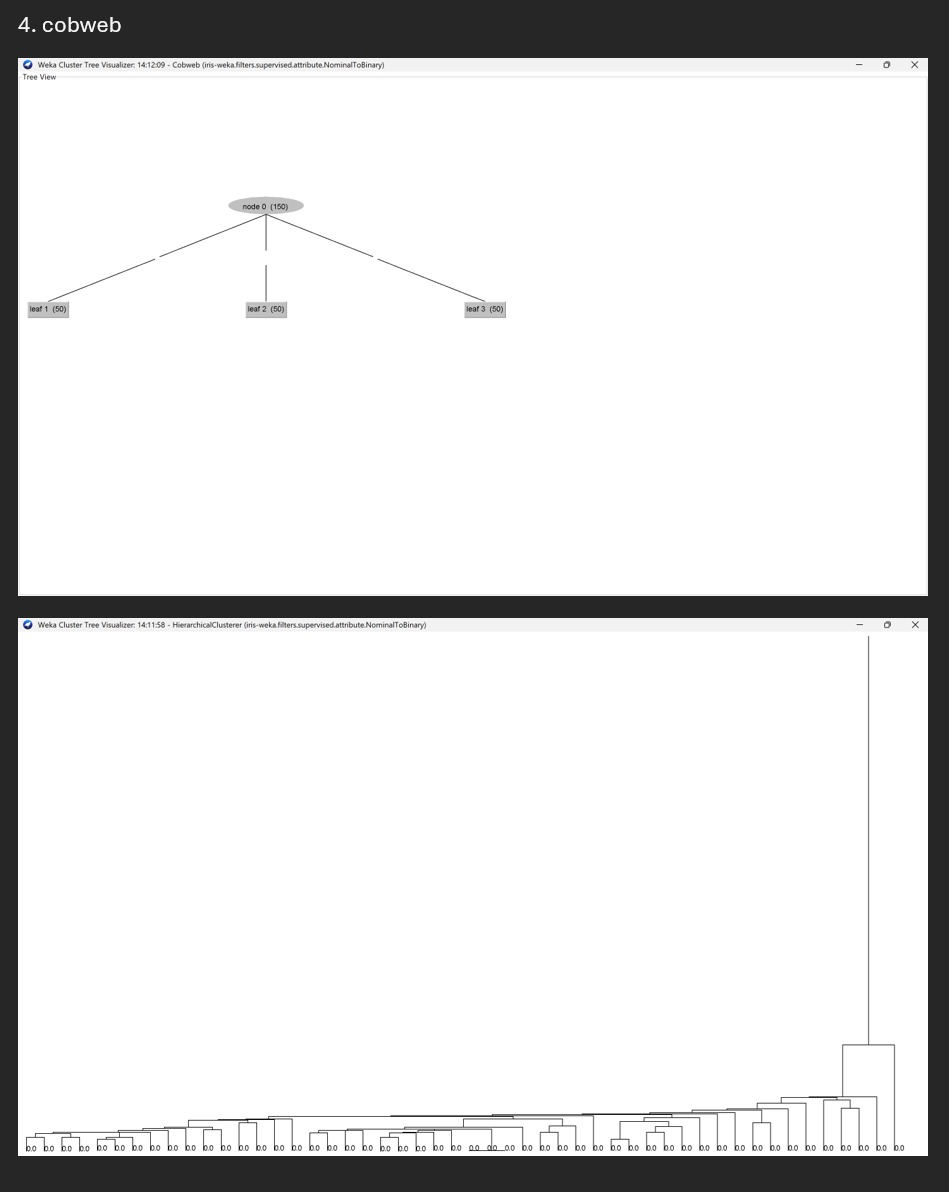 4. cobweb
Weka Cluster Tree Visualizer: 14:12:09 - Cobweb (iris-weka.filters.supervised.attribute.NominalToBinary)
Tree View
node 0 (150)
leaf 1 (50) leaf 2 (50) leaf 3 (50)
Weka Cluster Tree Visualizer: 14:11:58 - HierarchicalClusterer (iris-weka.filters.supervised.attribute.NominalToBinary)
0.0 0.0 0.0 0.0 0.0 0.0 0.0 0.0 0.0 0.0 0.0 0.0 0.0 0.0 0.0 0.0 0.0 0.0 0.0 0.0 0.0 0.0 0.0 0.0 0.0 0.0 0.0 0.0 0.0 0.0 0.0 0.0 0.0 0.0 0.0 0.0 0.0 0.0 0.0 0.0 0.0 0.0 0.0 0.0 0.0 0.0 0.0 0.0 0.0 0.0